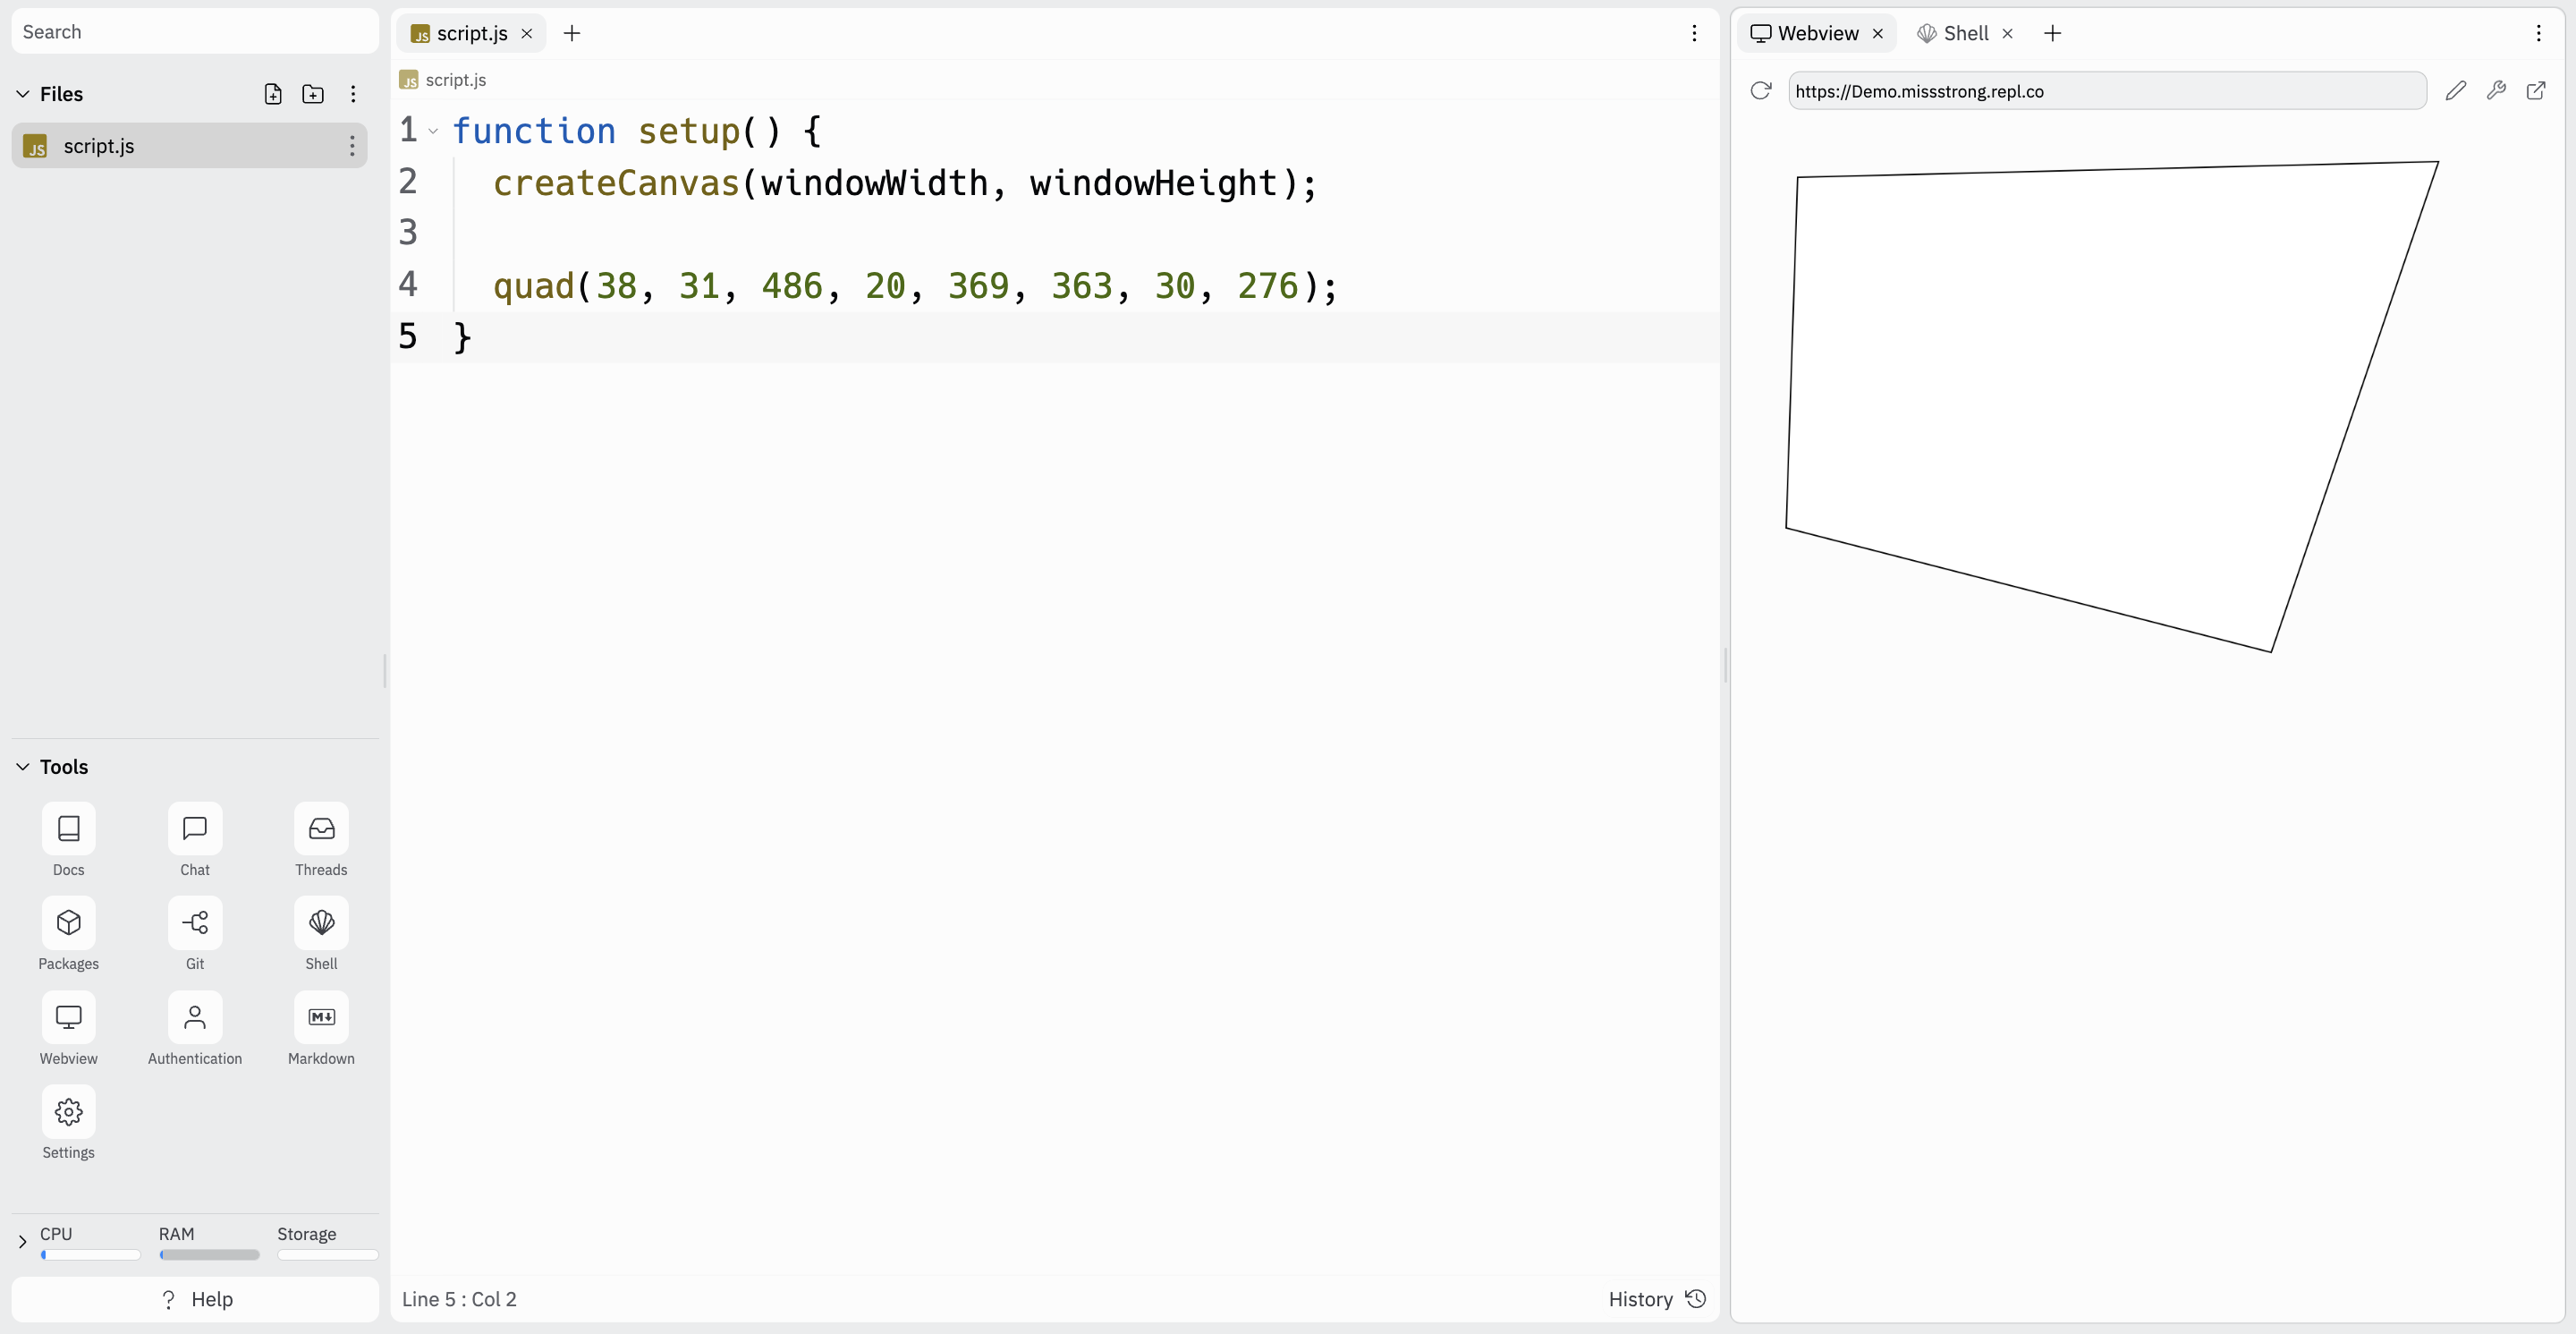 Search
Files
JS script.js
Tools
Docs Chat Threads
Packages Git Shell
Webview Authentication Markdown
Settings
CPU RAM Storage
? Help
JS script.js
JS script.js
1 function setup() {
2 createCanvas(windowWidth, windowHeight);
3
4 quad(38, 31, 486, 20, 369, 363, 30, 276);
5 }
Line 5 : Col 2 History
Webview Shell
https://Demo.missstrong.repl.co